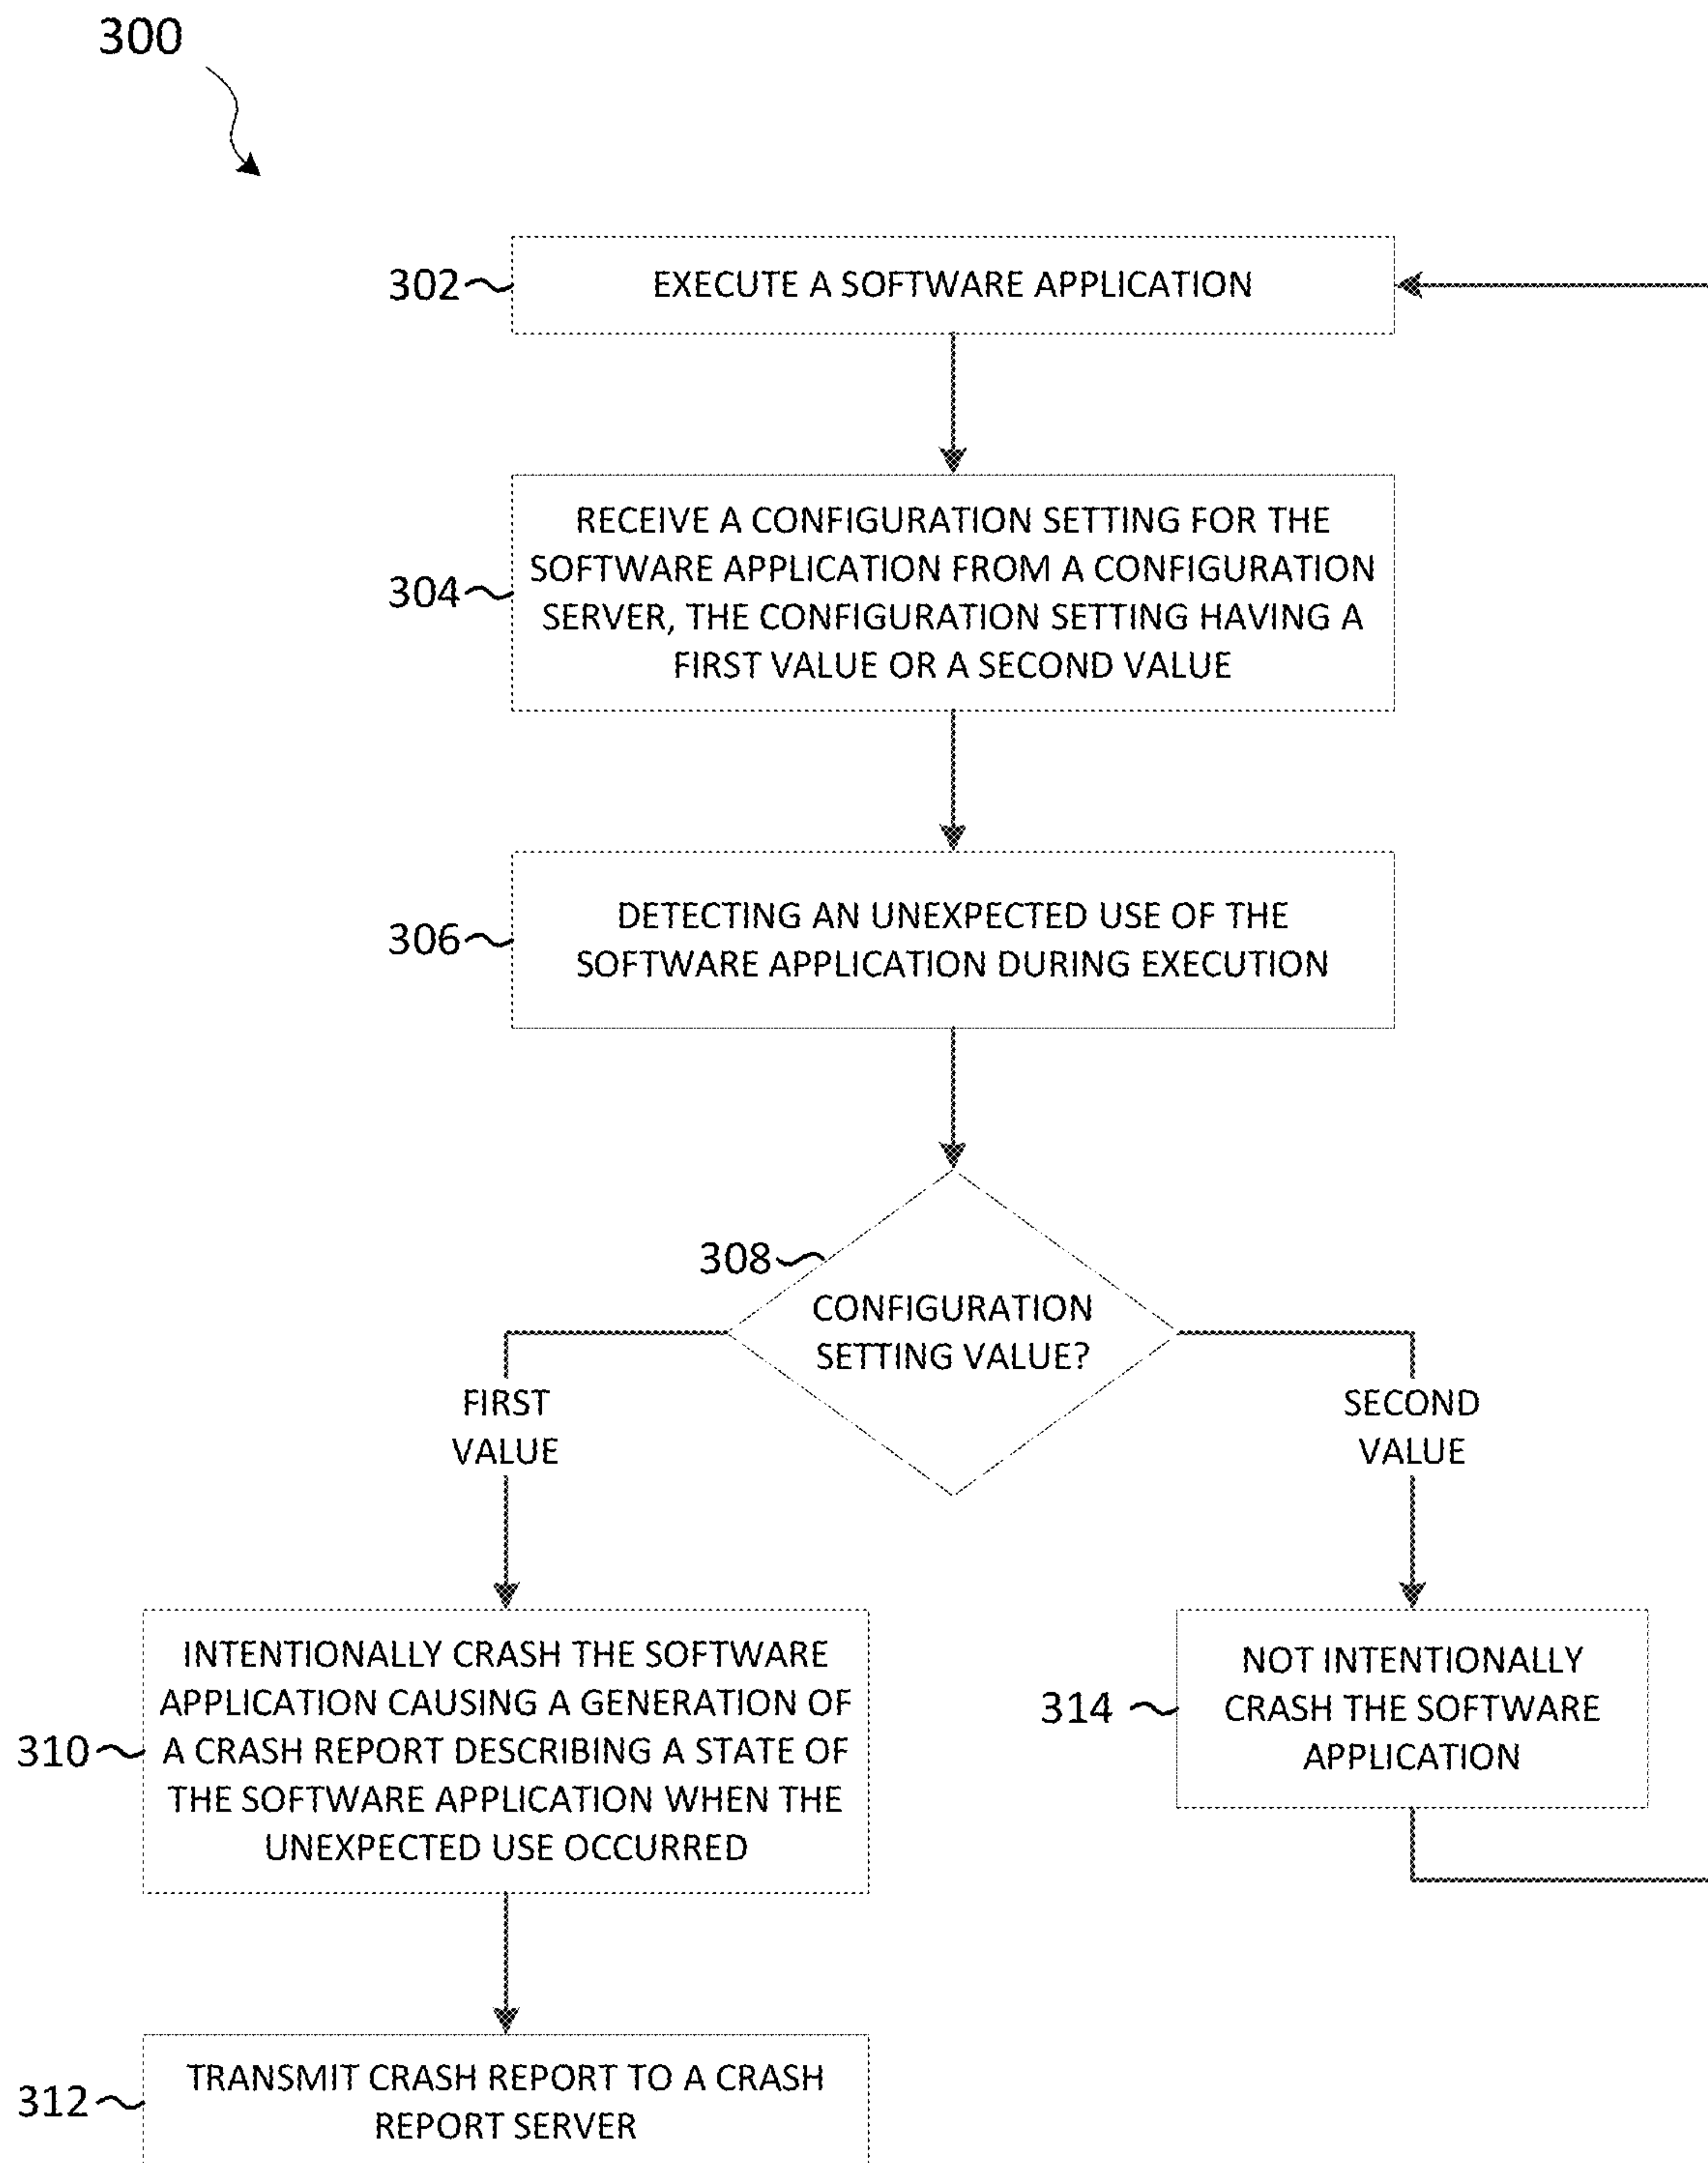 300
302
EXECUTE A SOFTWARE APPLICATION
304
RECEIVE A CONFIGURATION SETTING FOR THE
SOFTWARE APPLICATION FROM A CONFIGURATION
SERVER, THE CONFIGURATION SETTING HAVING A
FIRST VALUE OR A SECOND VALUE
306
DETECTING AN UNEXPECTED USE OF THE
SOFTWARE APPLICATION DURING EXECUTION
308
CONFIGURATION
SETTING VALUE?
FIRST
VALUE
SECOND
VALUE
310
INTENTIONALLY CRASH THE SOFTWARE
APPLICATION CAUSING A GENERATION OF
A CRASH REPORT DESCRIBING A STATE OF
THE SOFTWARE APPLICATION WHEN THE
UNEXPECTED USE OCCURRED
314
NOT INTENTIONALLY
CRASH THE SOFTWARE
APPLICATION
312
TRANSMIT CRASH REPORT TO A CRASH
REPORT SERVER